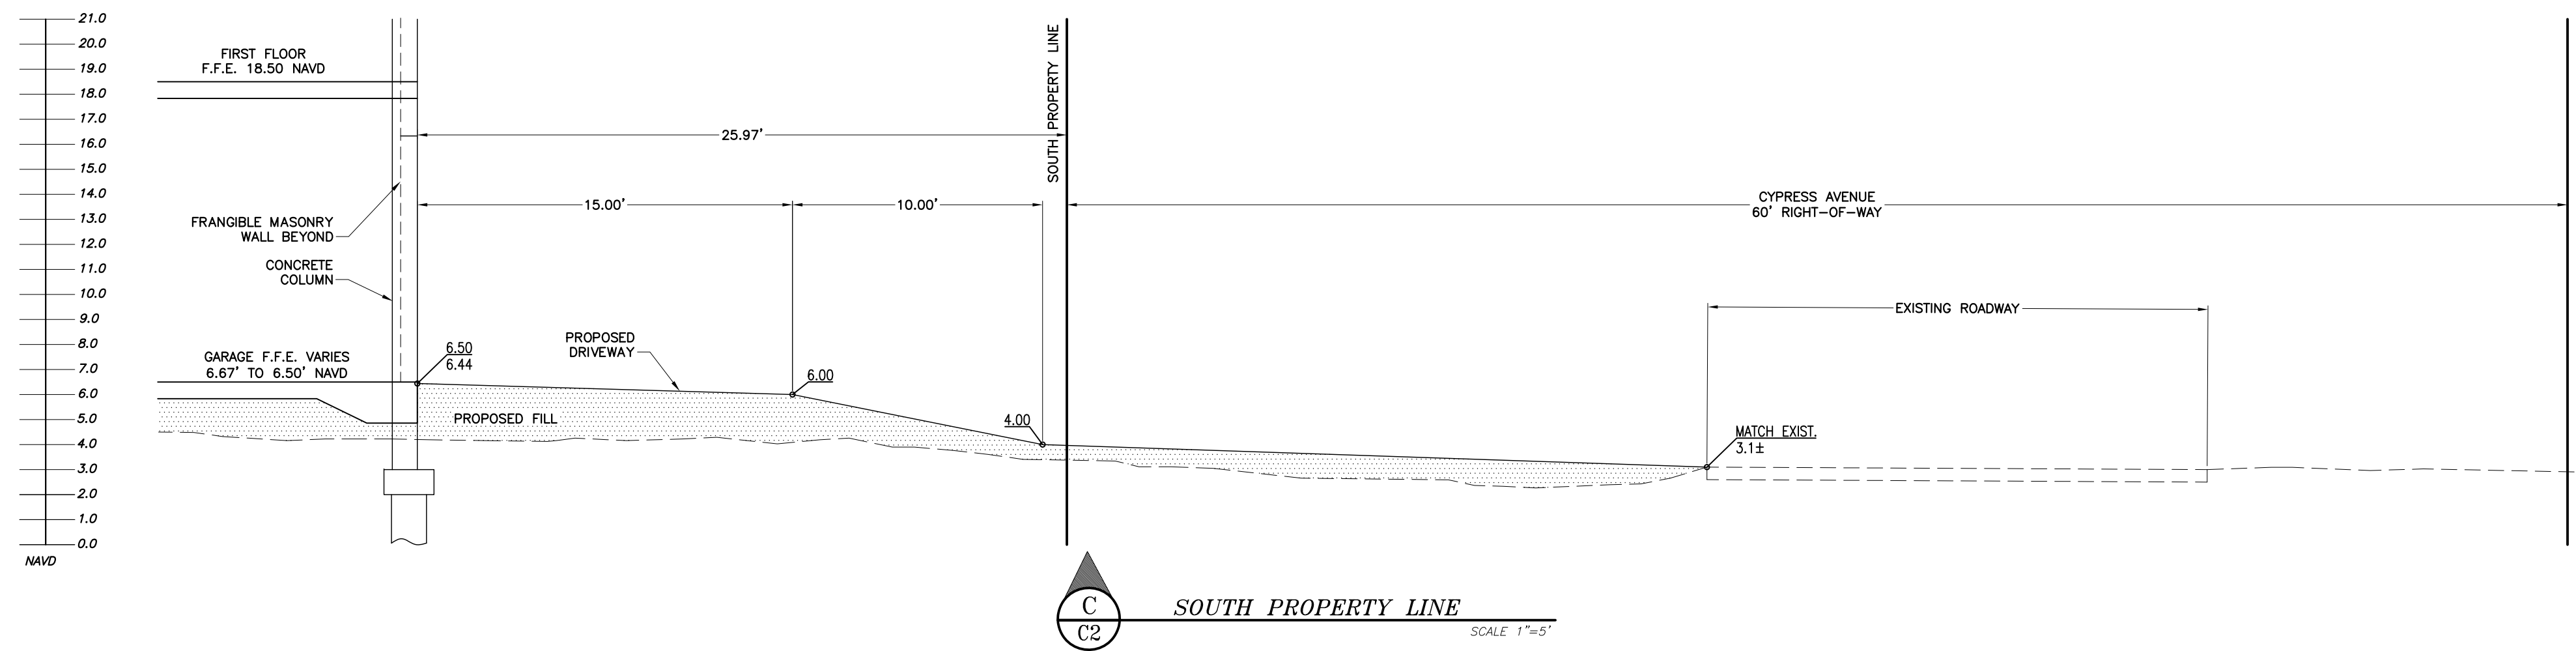 21.0
20.0
19.0
18.0
17.0
16.0
15.0
14.0
13.0
12.0
11.0
10.0
9.0
8.0
7.0
6.0
5.0
4.0
3.0
2.0
1.0
0.0
NAVD
FIRST FLOOR
F.F.E. 18.50 NAVD
FRANGIBLE MASONRY
WALL BEYOND
CONCRETE
COLUMN
GARAGE F.F.E. VARIES
6.67' TO 6.50' NAVD
6.50
6.44
PROPOSED FILL
PROPOSED
DRIVEWAY
25.97'
15.00'
10.00'
6.00
4.00
SOUTH PROPERTY LINE
CYPRESS AVENUE
60' RIGHT-OF-WAY
EXISTING ROADWAY
MATCH EXIST.
3.1±
C
C2
SOUTH PROPERTY LINE
SCALE 1"=5'